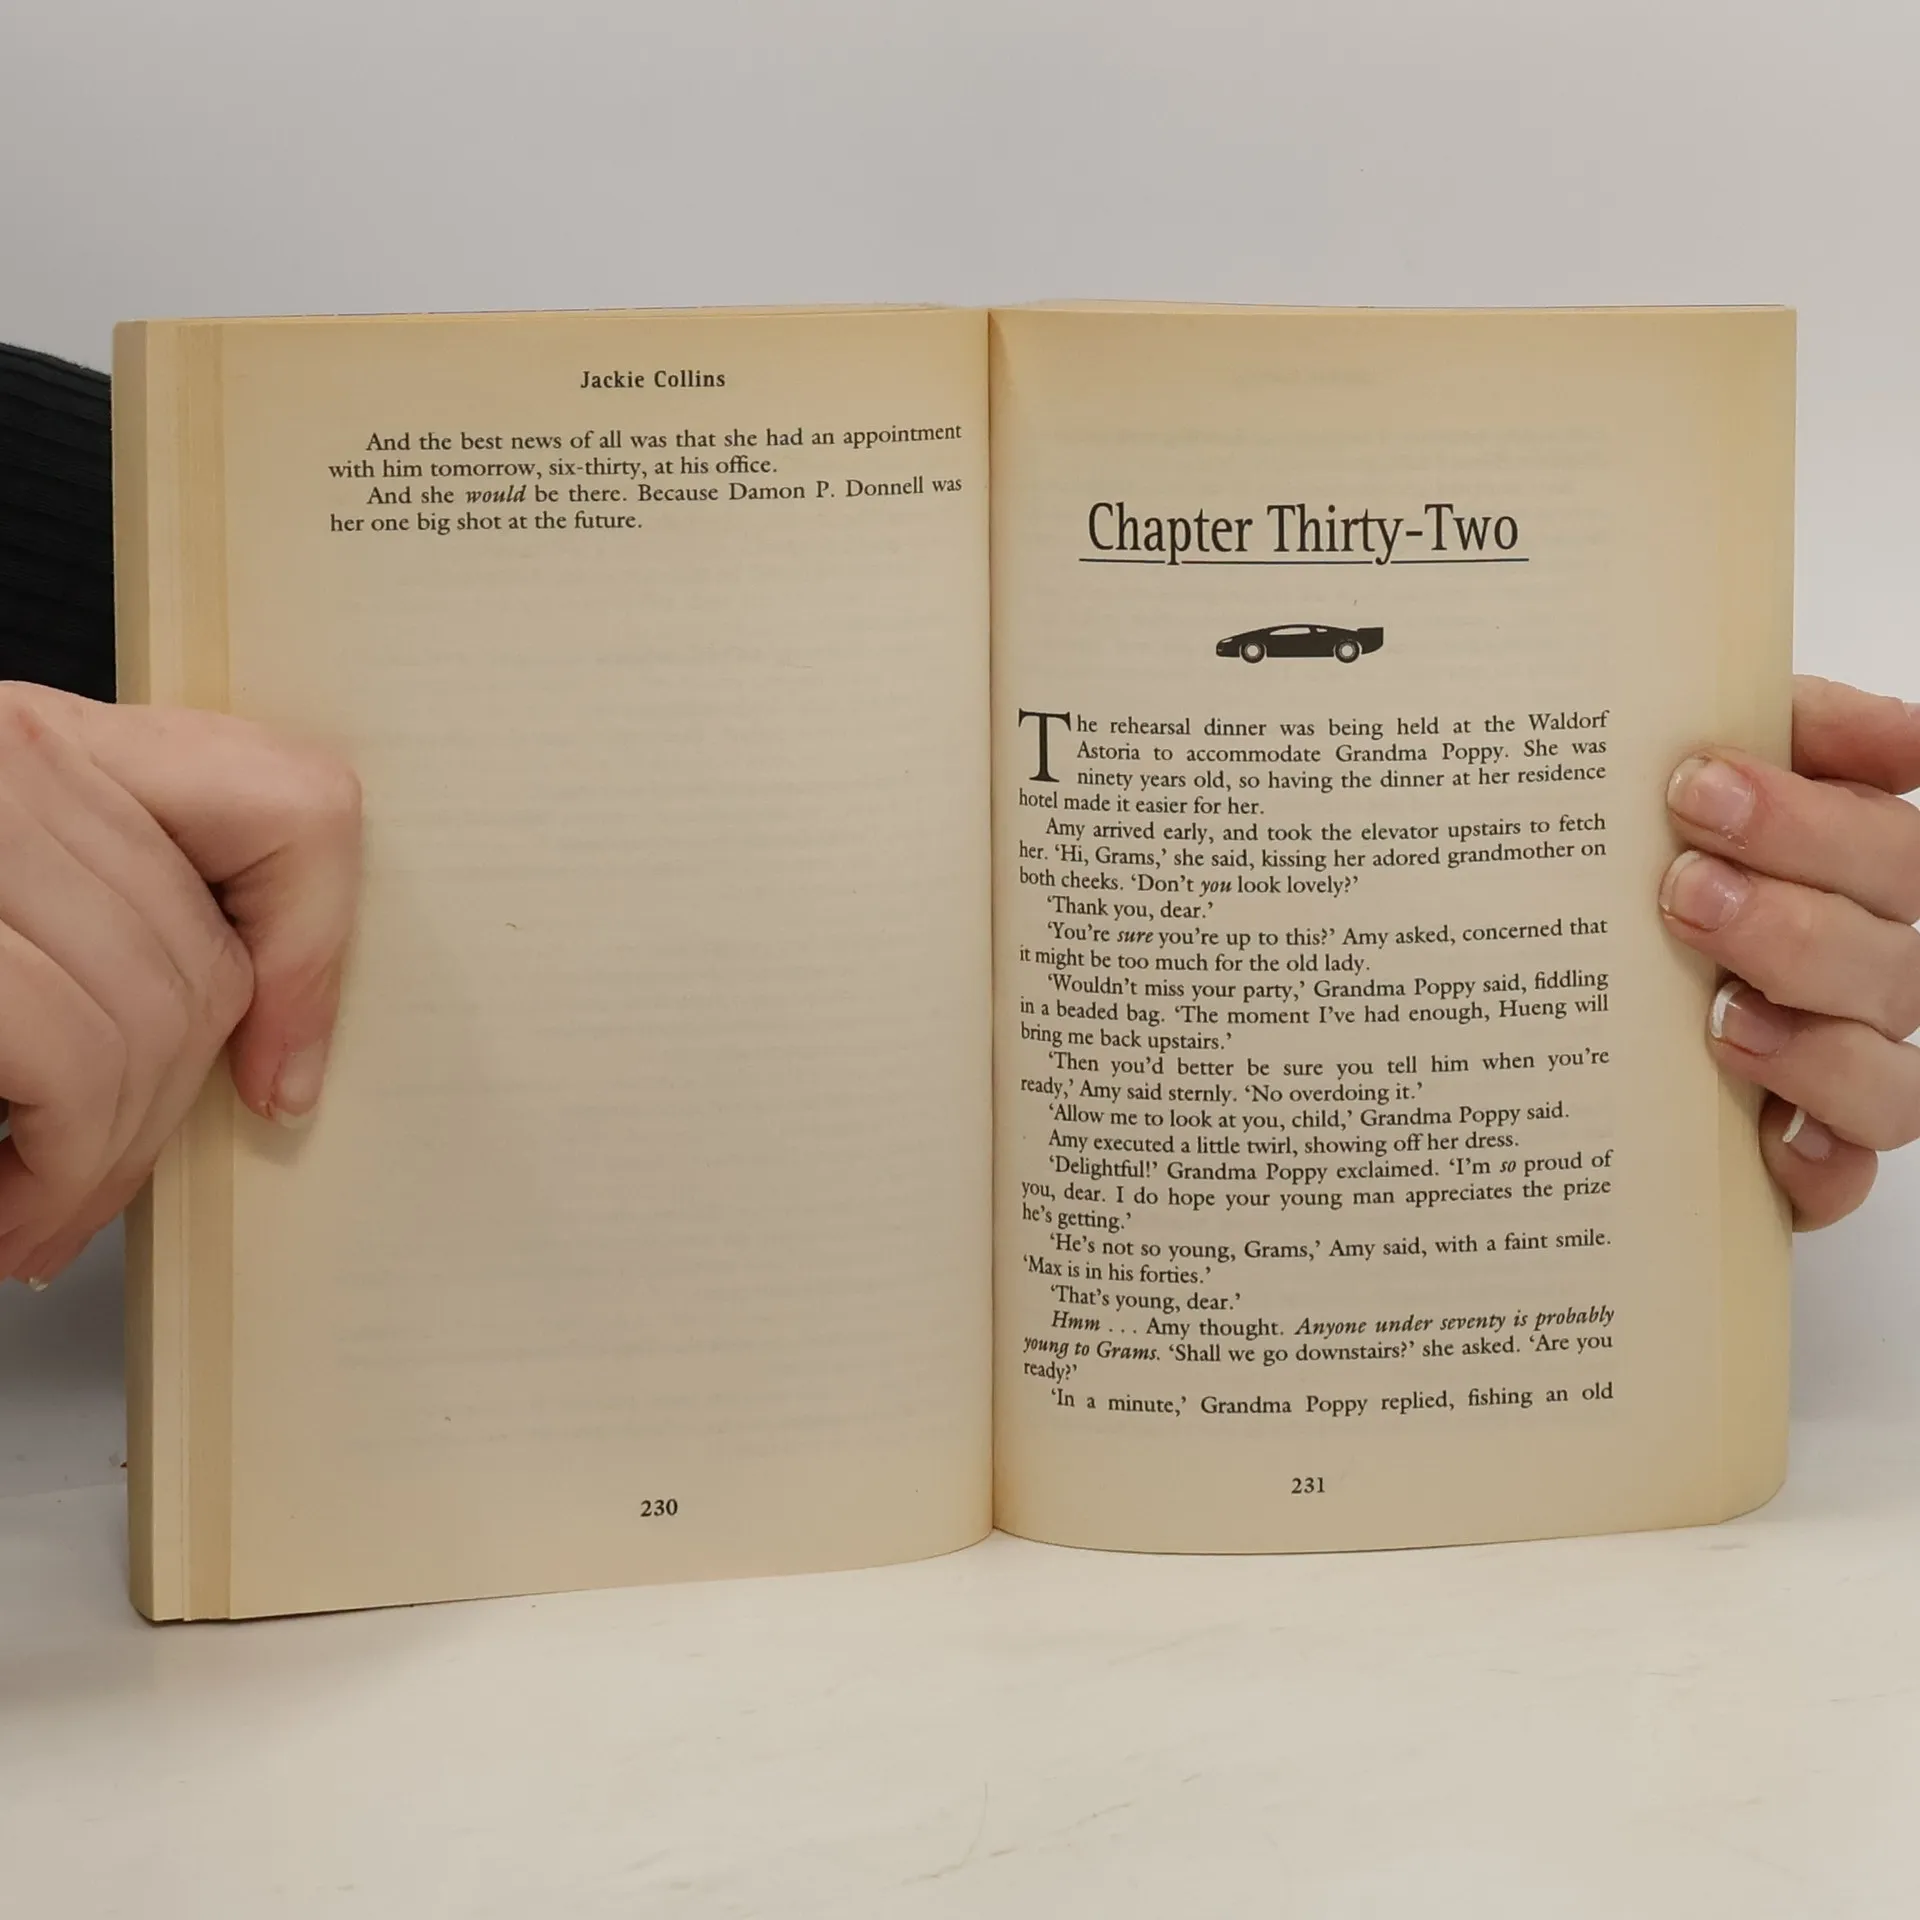 Jackie Collins
And the best news of all was that she had an appointment
with him tomorrow, six-thirty, at his office.
And she would be there. Because Damon P. Donnell was
her one big shot at the future.
230
Chapter Thirty-Two
The rehearsal dinner was being held at the Waldorf
Astoria to accommodate Grandma Poppy. She was
ninety years old, so having the dinner at her residence
hotel made it easier for her.
Amy arrived early, and took the elevator upstairs to fetch
her. ‘Hi, Grams,’ she said, kissing her adored grandmother on
both cheeks. ‘Don’t you look lovely?’
‘Thank you, dear.’
‘You’re sure you’re up to this?’ Amy asked, concerned that
it might be too much for the old lady.
‘Wouldn’t miss your party,’ Grandma Poppy said, fiddling
in a beaded bag. ‘The moment I’ve had enough, Hueng will
bring me back upstairs.’
‘Then you’d better be sure you tell him when you’re
ready,’ Amy said sternly. ‘No overdoing it.’
‘Allow me to look at you, child,’ Grandma Poppy said.
Amy executed a little twirl, showing off her dress.
‘Delightful!’ Grandma Poppy exclaimed. ‘I’m so proud of
you, dear. I do hope your young man appreciates the prize
he’s getting.’
‘He’s not so young, Grams,’ Amy said, with a faint smile.
‘Max is in his forties.’
‘That’s young, dear.’
Hmm . . . Amy thought. Anyone under seventy is probably
young to Grams. ‘Shall we go downstairs?’ she asked. ‘Are you
ready?’
‘In a minute,’ Grandma Poppy replied, fishing an old
231